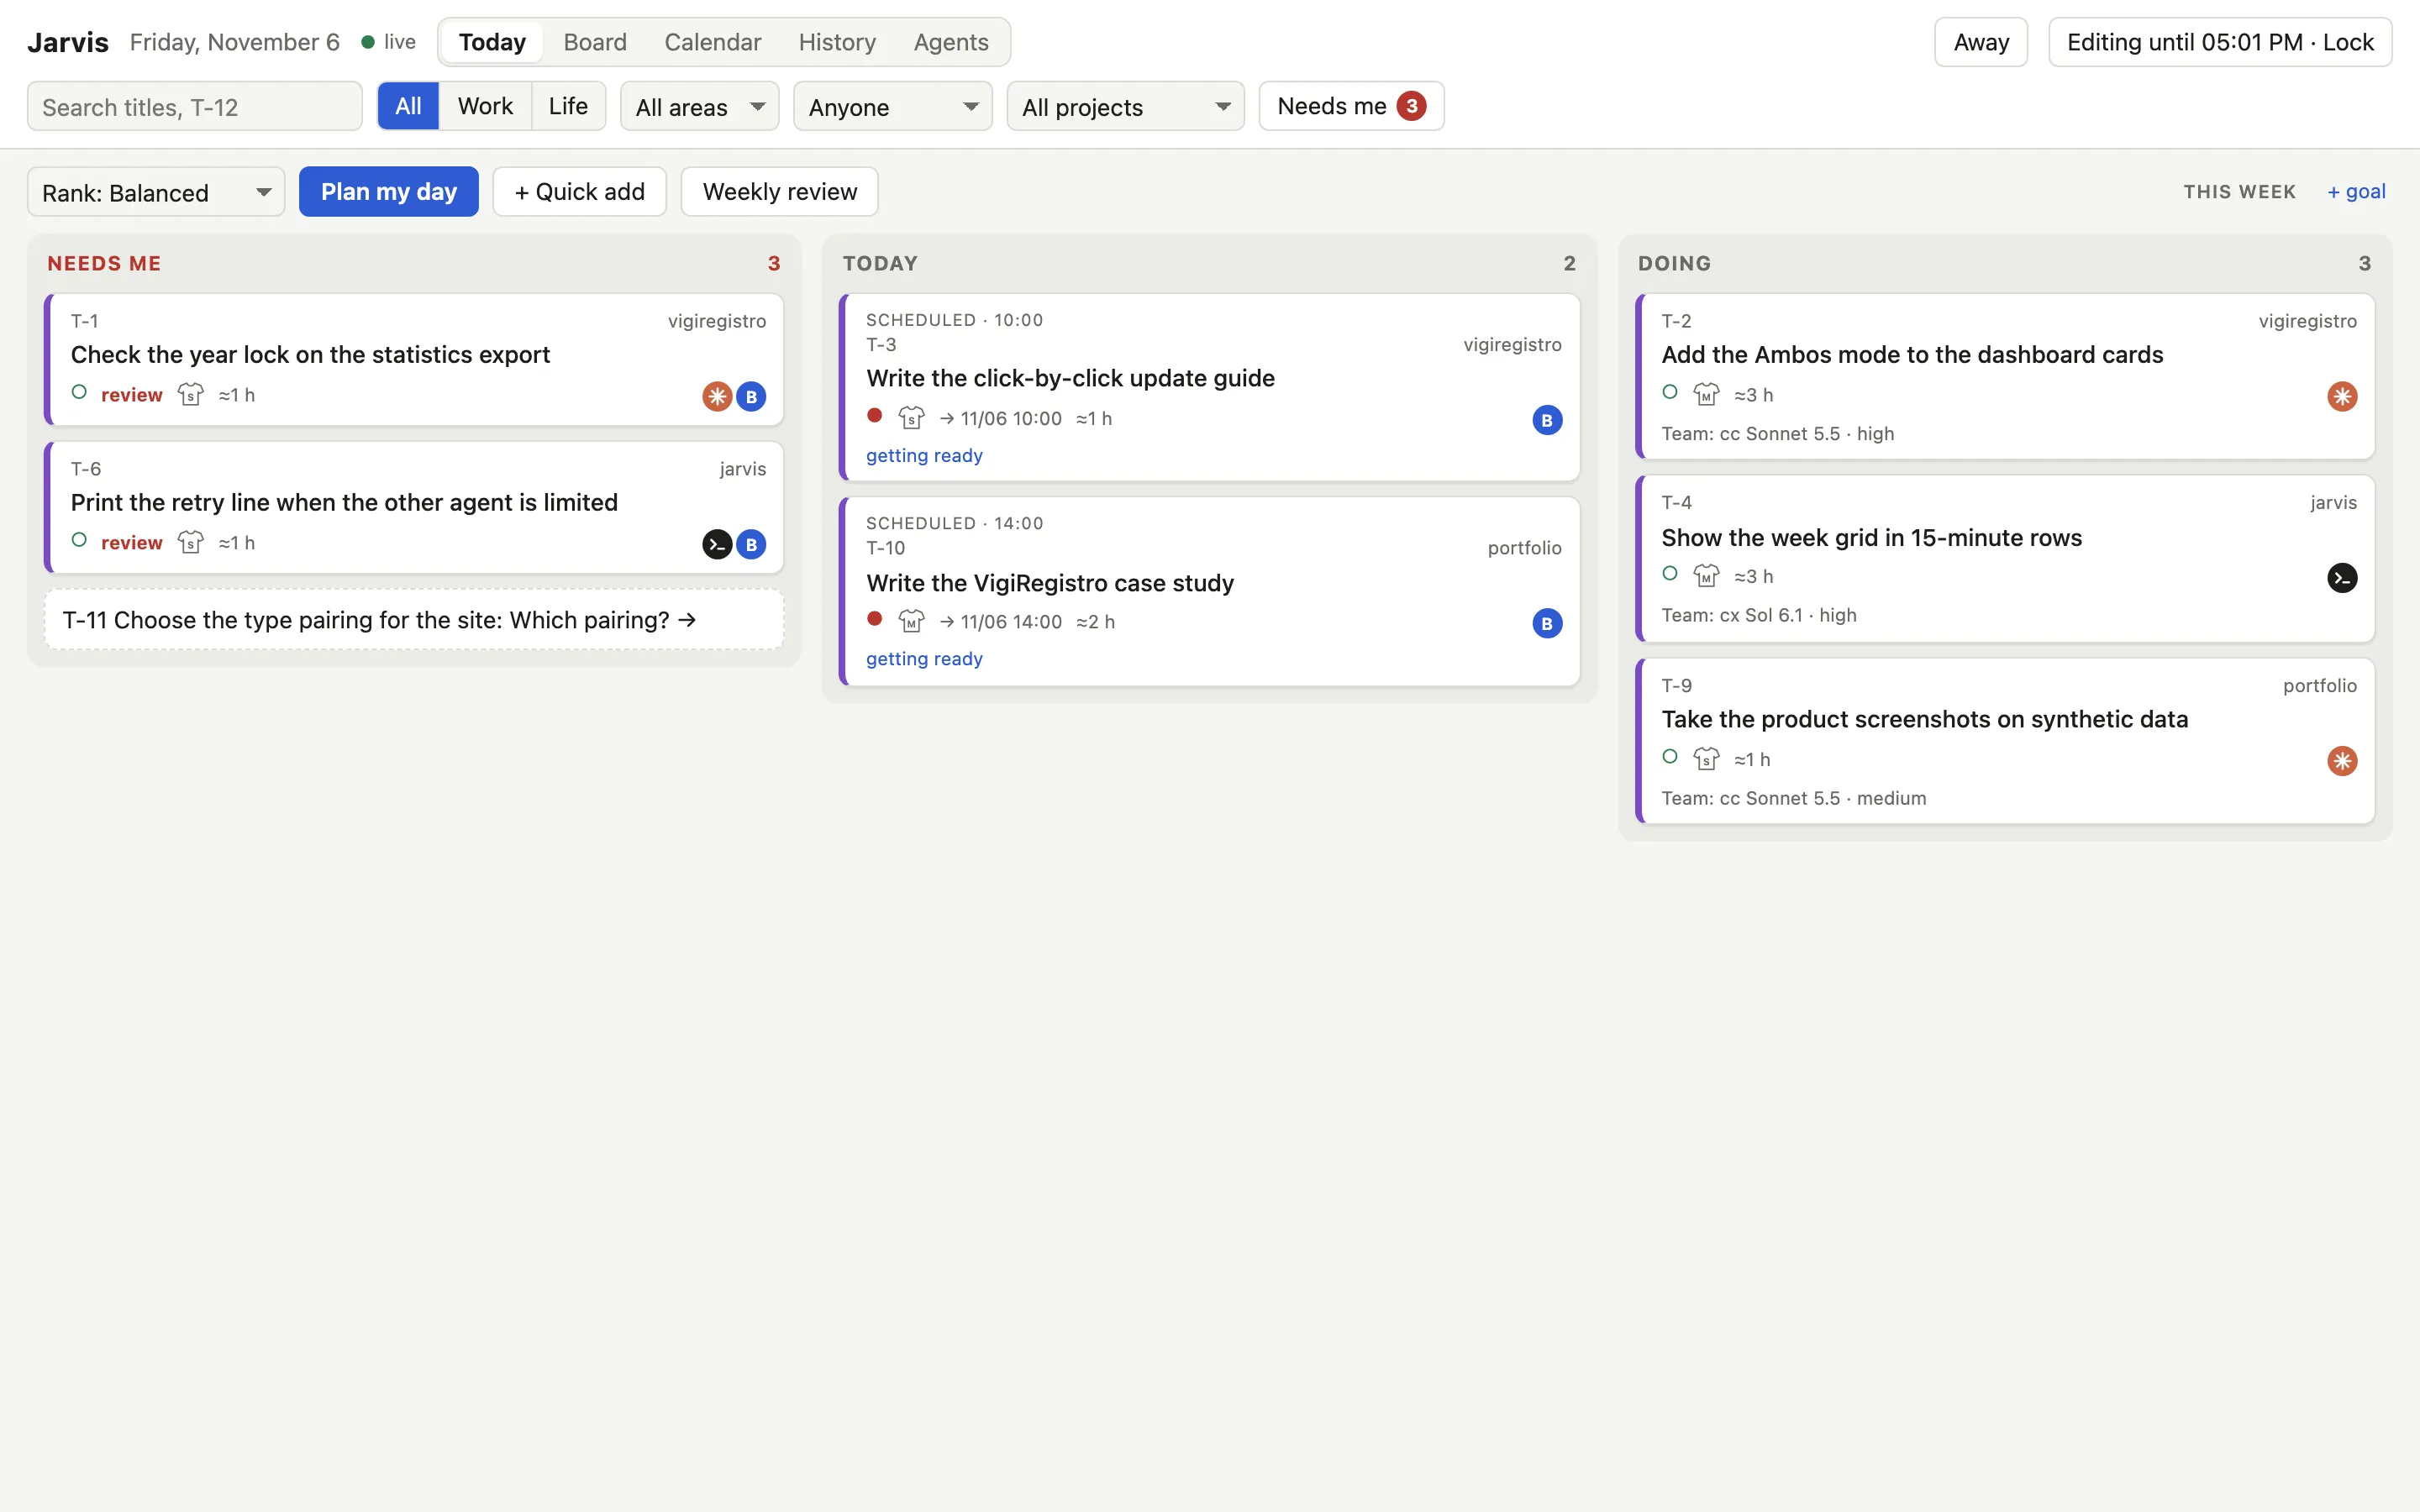 Jarvis Friday, November 6 live Today Board Calendar History Agents Away Editing until 05:01 PM · Lock
Search titles, T-12 All Work Life All areas Anyone All projects Needs me 3
Rank: Balanced Plan my day + Quick add Weekly review THIS WEEK + goal
NEEDS ME 3
T-1 vigiregistro
Check the year lock on the statistics export
review S ≈1 h B
T-6 jarvis
Print the retry line when the other agent is limited
review S ≈1 h >_ B
T-11 Choose the type pairing for the site: Which pairing? →
TODAY 2
SCHEDULED · 10:00
T-3 vigiregistro
Write the click-by-click update guide
S → 11/06 10:00 ≈1 h B
getting ready
SCHEDULED · 14:00
T-10 portfolio
Write the VigiRegistro case study
M → 11/06 14:00 ≈2 h B
getting ready
DOING 3
T-2 vigiregistro
Add the Ambos mode to the dashboard cards
M ≈3 h
Team: cc Sonnet 5.5 · high
T-4 jarvis
Show the week grid in 15-minute rows
M ≈3 h >_
Team: cx Sol 6.1 · high
T-9 portfolio
Take the product screenshots on synthetic data
S ≈1 h
Team: cc Sonnet 5.5 · medium